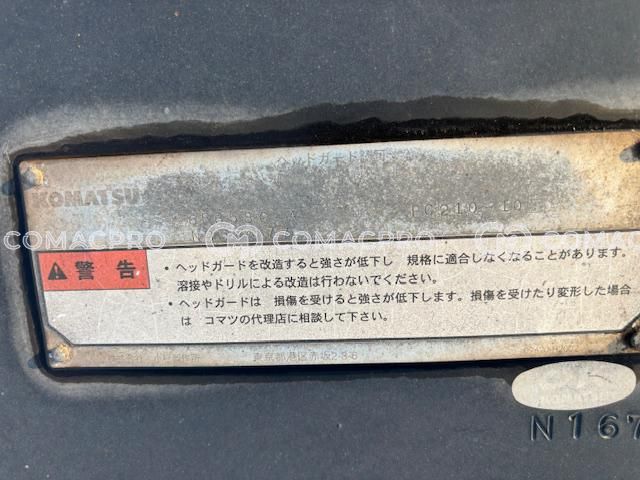 ヘッドガード
KOMATSU
PC210-10
COMACPRO COMACPRO COMACPRO
警告
・ヘッドガードを改造すると強さが低下し 規格に適合しなくなることがあります。
溶接やドリルによる改造は行わないでください。
・ヘッドガードは 損傷を受けると強さが低下します。損傷を受けたり変形した場合
は コマツの代理店に相談して下さい。
東京都港区赤坂2-3-6
KOMATSU
N167